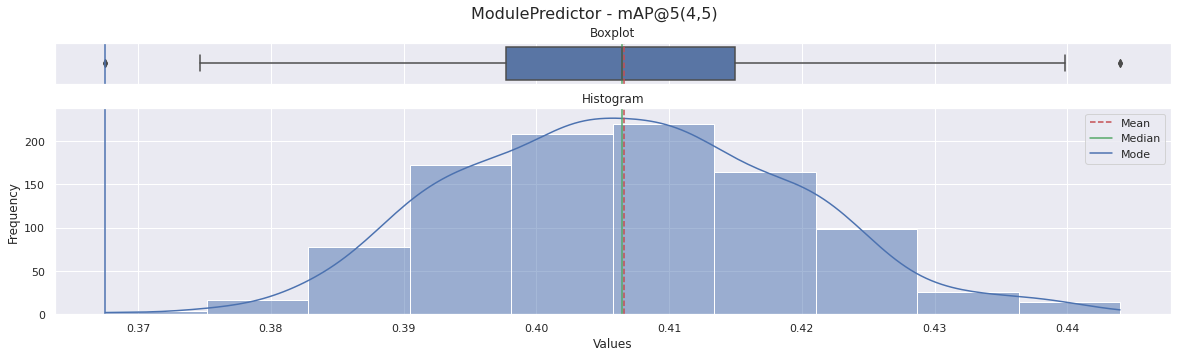 ModulePredictor - mAP@5(4,5)
Boxplot
Histogram
Mean
Median
Mode
Frequency
200
150
100
50
0
0.37 0.38 0.39 0.40 0.41 0.42 0.43 0.44
Values